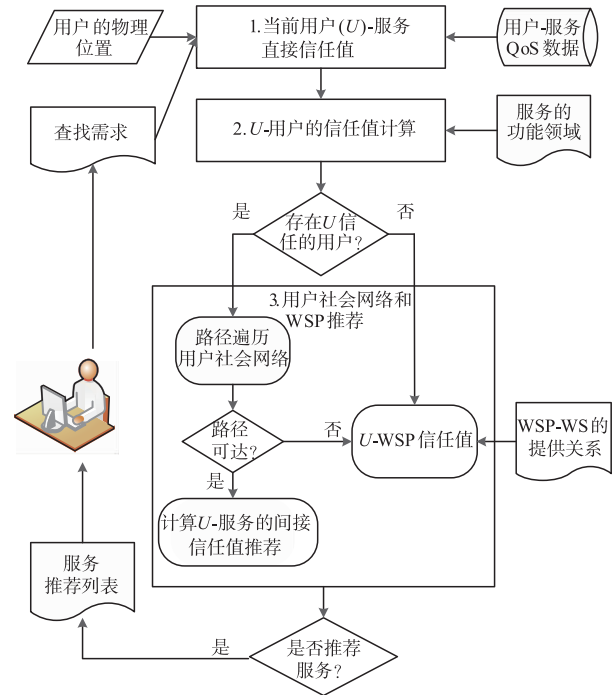 用户的物理
位置
1.当前用户(U)-服务
直接信任值
用户-服务
QoS数据
查找需求
2.U-用户的信任值计算
服务的
功能领域
是
存在U信
任的用户?
否
3.用户社会网络和
WSP推荐
路径遍历
用户社会网络
路径
可达?
否
U-WSP信任值
WSP-WS的
提供关系
是
计算U-服务的间接
信任值推荐
服务
推荐列表
是
是否推荐
服务?